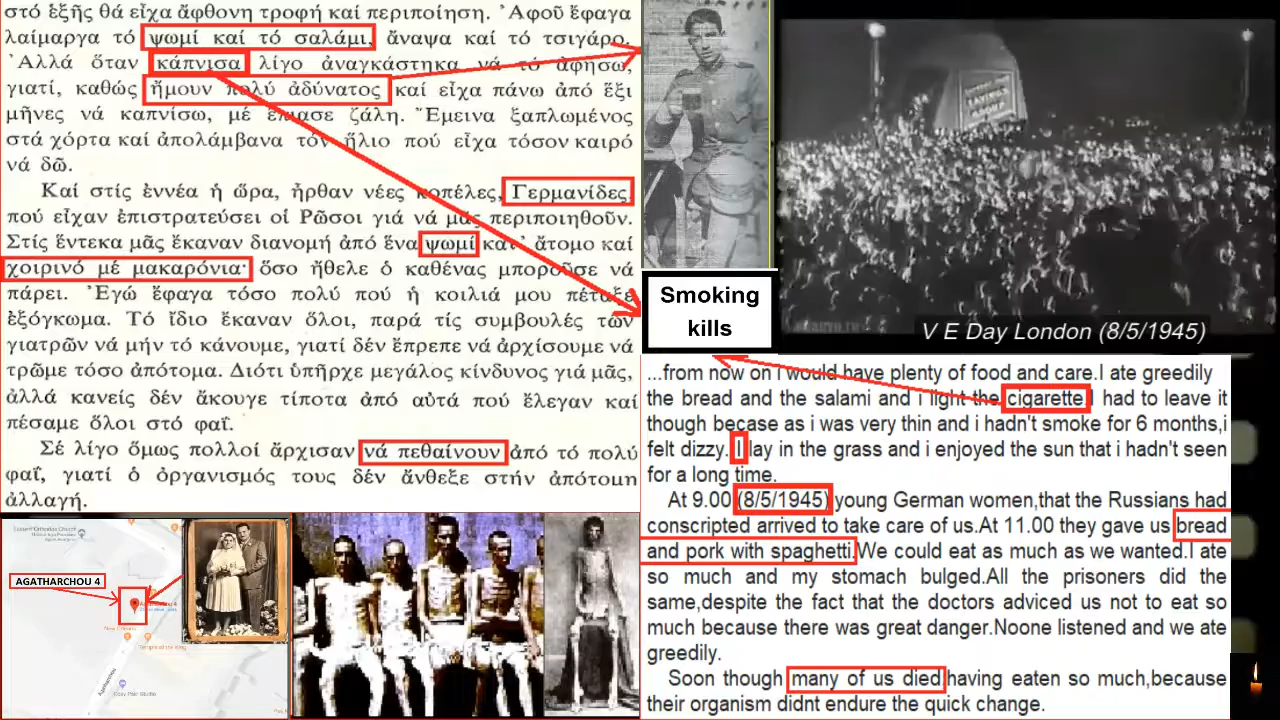 στό ἑξῆς θά εἶχα ἄφθονη τροφή καί περιποίηση. Ἀφοῦ ἔφαγα
λαίμαργα τό ψωμί καί τό σαλάμι, ἄναψα καί τό τσιγάρο.
Ἀλλά ὅταν κάπνισα λίγο ἀναγκάστηκα νά τό ἀφήσω,
γιατί, καθώς ἤμουν πολύ ἀδύνατος καί εἶχα πάνω ἀπό ἕξι
μῆνες νά καπνίσω, μέ ἔπιασε ζάλη. Ἔμεινα ξαπλωμένος
στά χόρτα καί ἀπολάμβανα τόν ἥλιο πού εἶχα τόσον καιρό
νά δῶ.
Καί στίς ἐννέα ἡ ὥρα, ἦρθαν νέες κοπέλες, Γερμανίδες,
πού εἶχαν ἐπιστρατεύσει οἱ Ρῶσοι γιά νά μᾶς περιποιηθοῦν.
Στίς ἕντεκα μᾶς ἔκαναν διανομή ἀπό ἕνα ψωμί κατ' ἄτομο καί
χοιρινό μέ μακαρόνια· ὅσο ἤθελε ὁ καθένας μποροῦσε νά
πάρει. Ἐγώ ἔφαγα τόσο πολύ πού ἡ κοιλιά μου πέταξε
ἐξόγκωμα. Τό ἴδιο ἔκαναν ὅλοι, παρά τίς συμβουλές τῶν
γιατρῶν νά μήν τό κάνουμε, γιατί δέν ἔπρεπε νά ἀρχίσουμε νά
τρῶμε τόσο ἀπότομα. Διότι ὑπῆρχε μεγάλος κίνδυνος γιά μᾶς,
ἀλλά κανείς δέν ἄκουγε τίποτα ἀπό αὐτά πού ἔλεγαν καί
πέσαμε ὅλοι στό φαΐ.
Σέ λίγο ὅμως πολλοί ἄρχισαν νά πεθαίνουν ἀπό τό πολύ
φαΐ, γιατί ὁ ὀργανισμός τους δέν ἄνθεξε στήν ἀπότομη
ἀλλαγή.
Smoking
kills
V E Day London (8/5/1945)
...from now on i would have plenty of food and care.I ate greedily
the bread and the salami and i light the cigarette.I had to leave it
though becase as i was very thin and i hadn't smoke for 6 months,i
felt dizzy. I lay in the grass and i enjoyed the sun that i hadn't seen
for a long time.
At 9.00 (8/5/1945) young German women,that the Russians had
conscripted arrived to take care of us.At 11.00 they gave us bread
and pork with spaghetti.We could eat as much as we wanted.I ate
so much and my stomach bulged.All the prisoners did the
same,despite the fact that the doctors adviced us not to eat so
much because there was great danger.Noone listened and we ate
greedily.
Soon though many of us died,having eaten so much,because
their organism didnt endure the quick change.
AGATHARCHOU 4